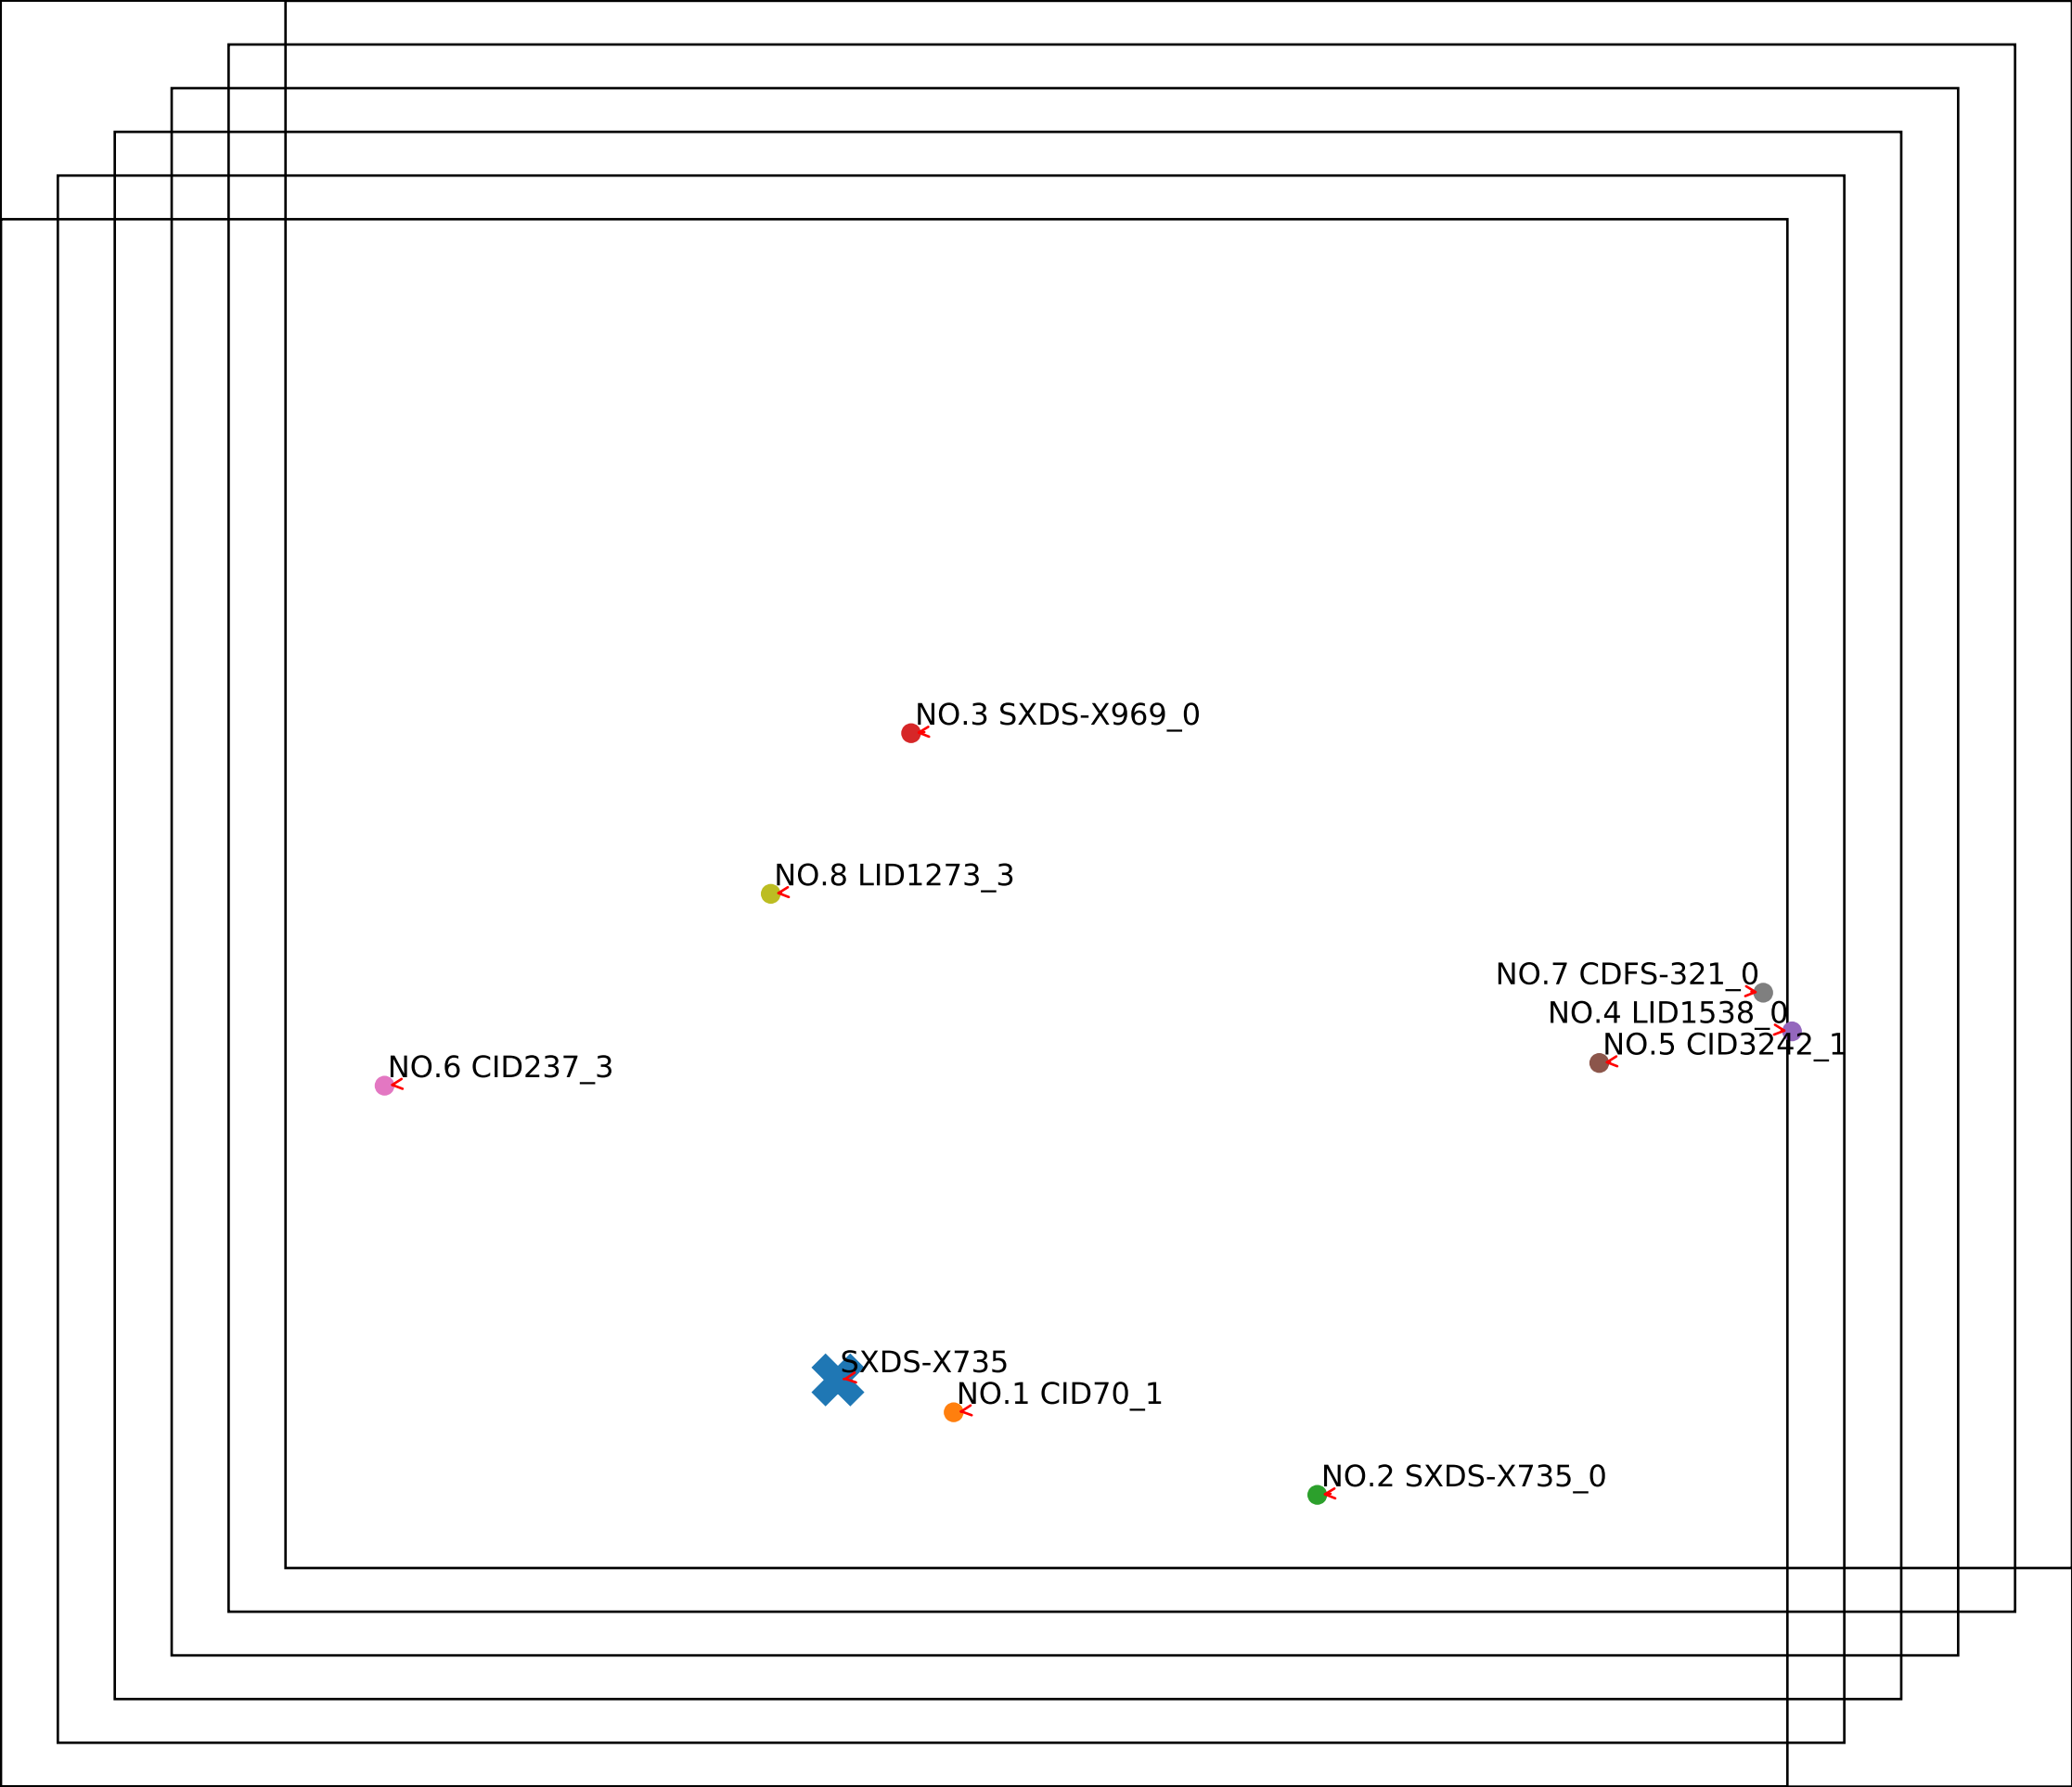 NO.3 SXDS-X969_0
NO.8 LID1273_3
NO.7 CDFS-321_0
NO.4 LID1538_0
NO.5 CID3242_1
NO.6 CID237_3
SXDS-X735
NO.1 CID70_1
NO.2 SXDS-X735_0